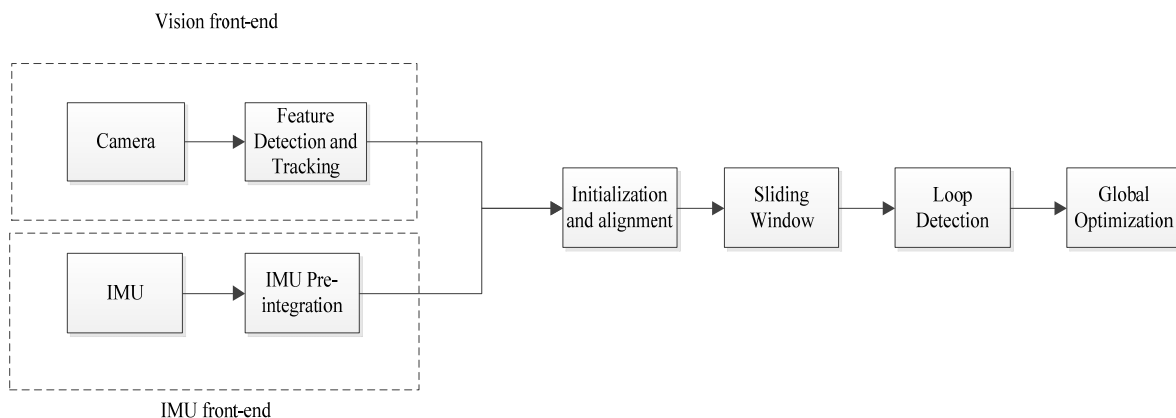 Vision front-end
Camera
Feature
Detection and
Tracking
IMU
IMU Pre-
integration
IMU front-end
Initialization
and alignment
Sliding
Window
Loop
Detection
Global
Optimization